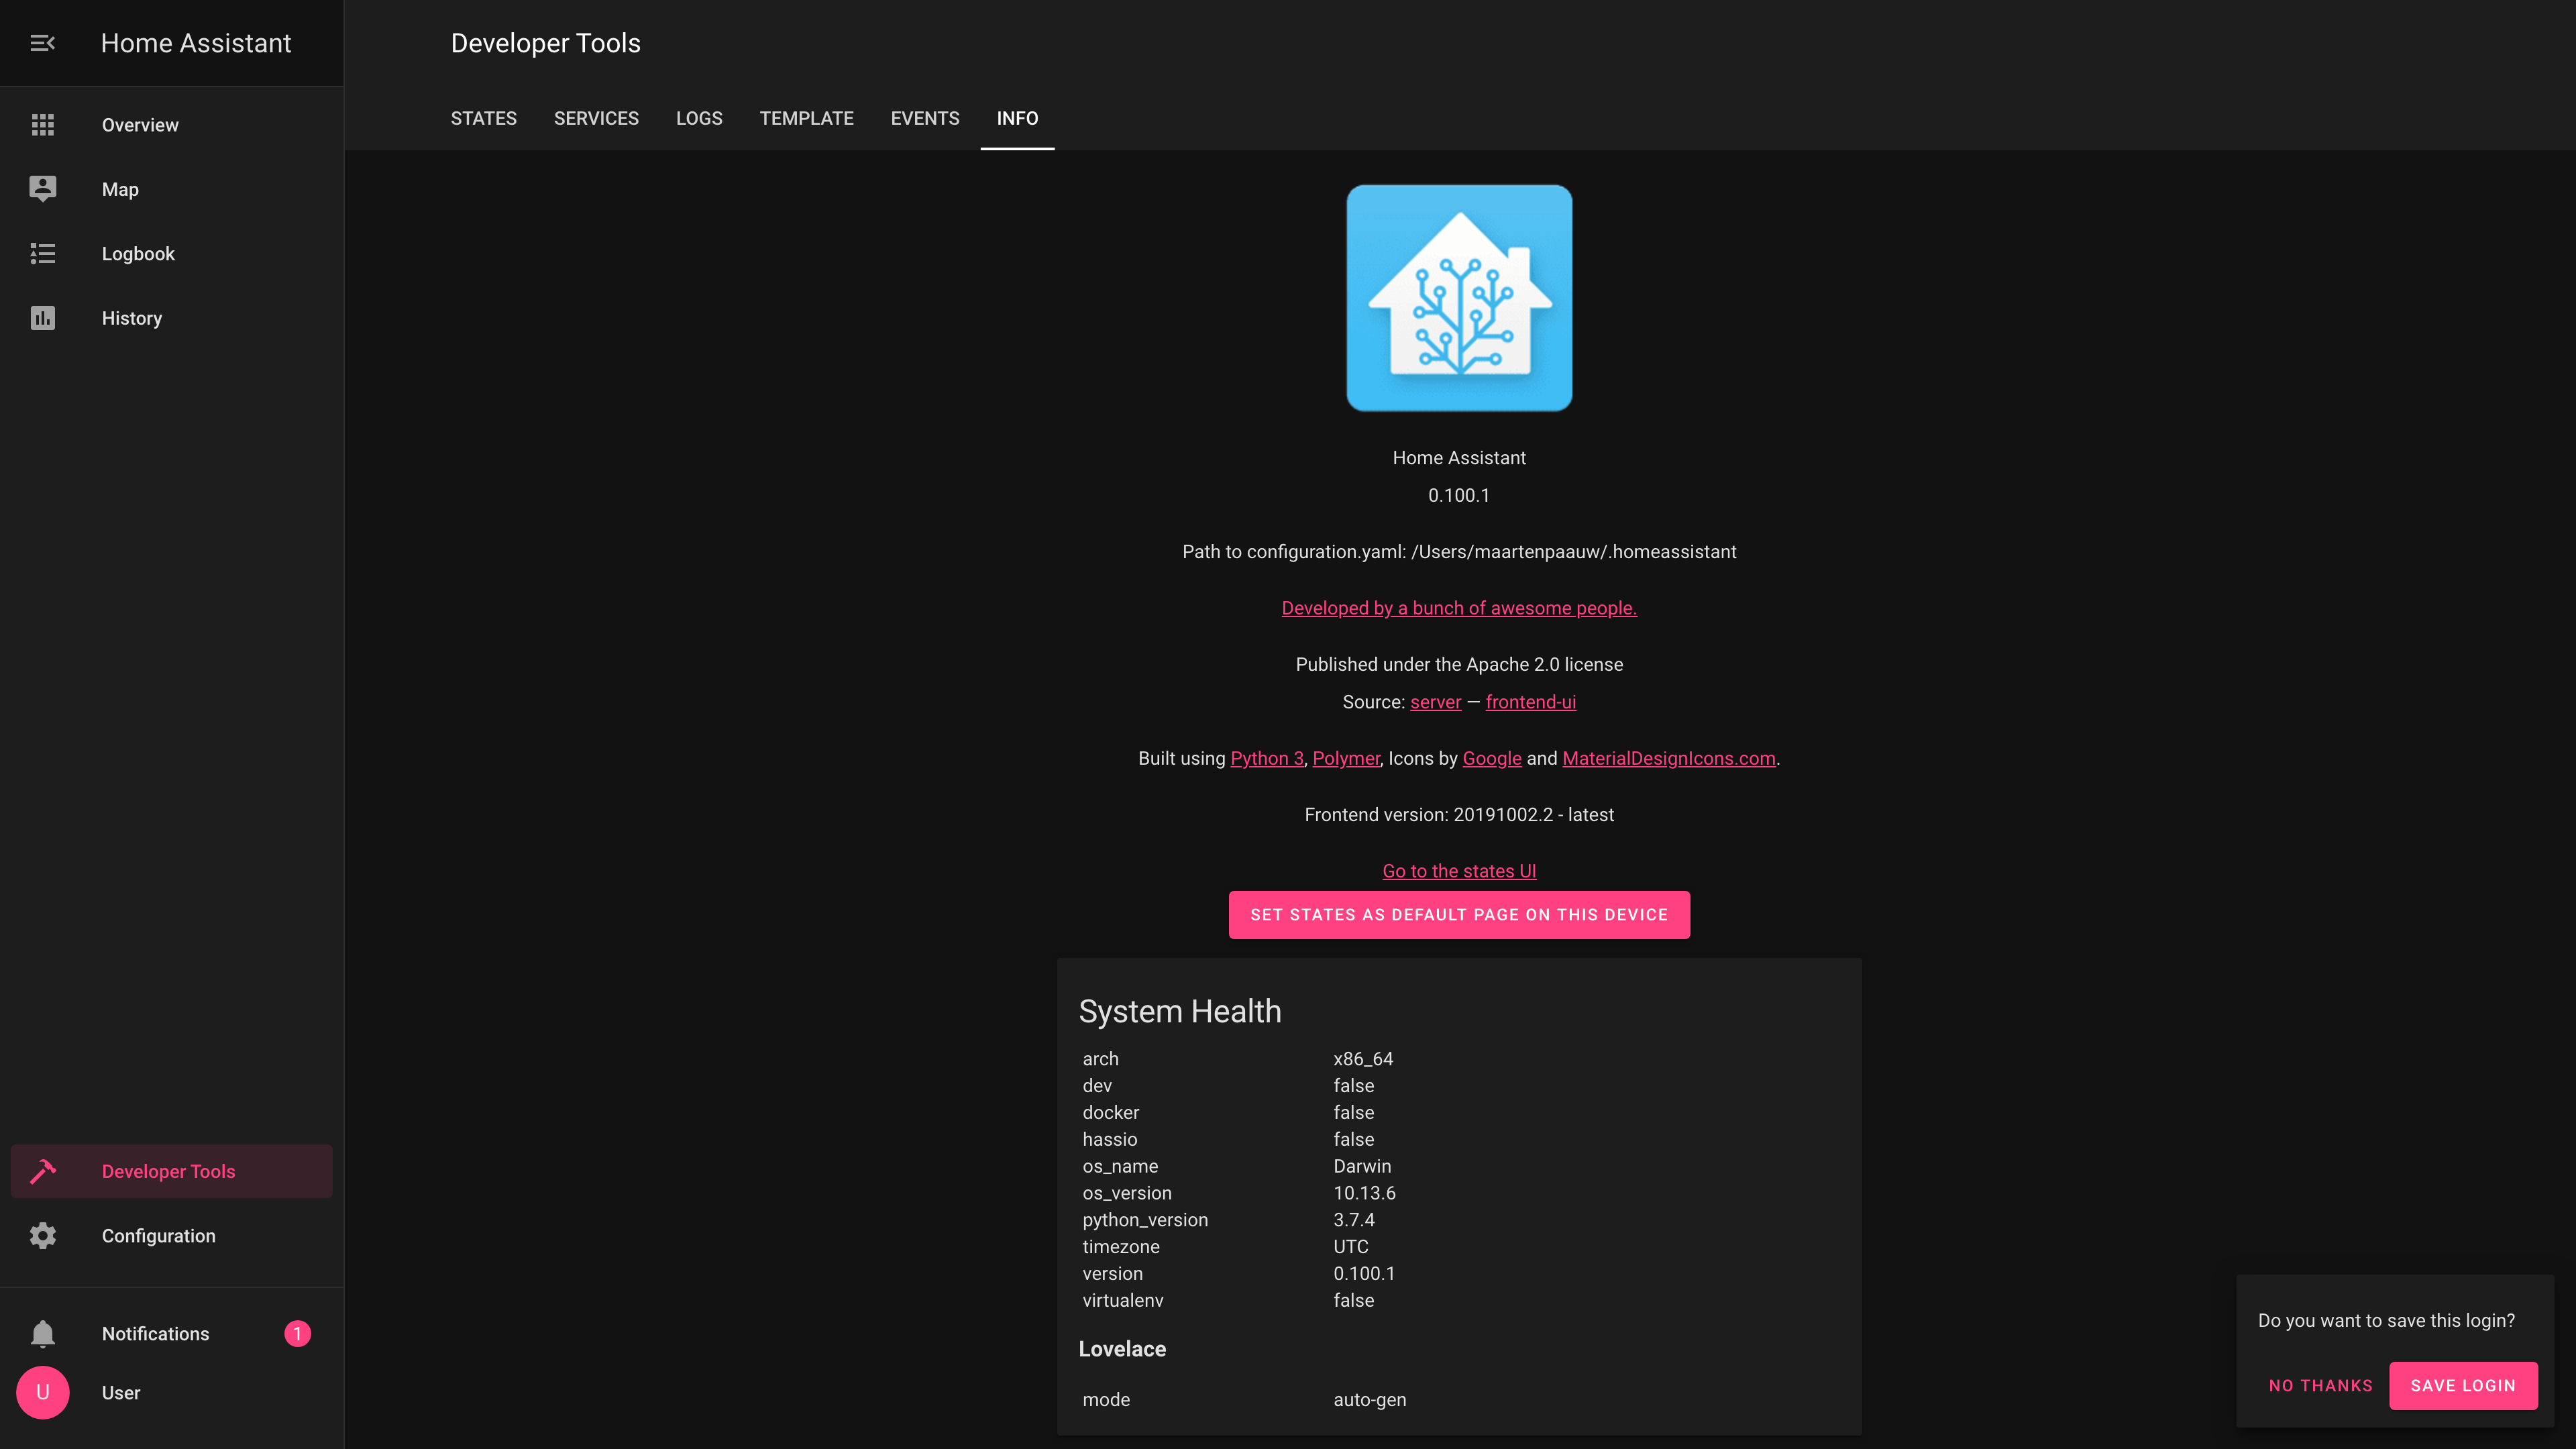 Home Assistant
Overview
Map
Logbook
History
Developer Tools
Configuration
Notifications 1
U User
Developer Tools
STATES SERVICES LOGS TEMPLATE EVENTS INFO
Home Assistant
0.100.1
Path to configuration.yaml: /Users/maartenpaauw/.homeassistant
Developed by a bunch of awesome people.
Published under the Apache 2.0 license
Source: server — frontend-ui
Built using Python 3, Polymer, Icons by Google and MaterialDesignIcons.com.
Frontend version: 20191002.2 - latest
Go to the states UI
SET STATES AS DEFAULT PAGE ON THIS DEVICE
System Health
arch x86_64
dev false
docker false
hassio false
os_name Darwin
os_version 10.13.6
python_version 3.7.4
timezone UTC
version 0.100.1
virtualenv false
Lovelace
mode auto-gen
Do you want to save this login?
NO THANKS SAVE LOGIN